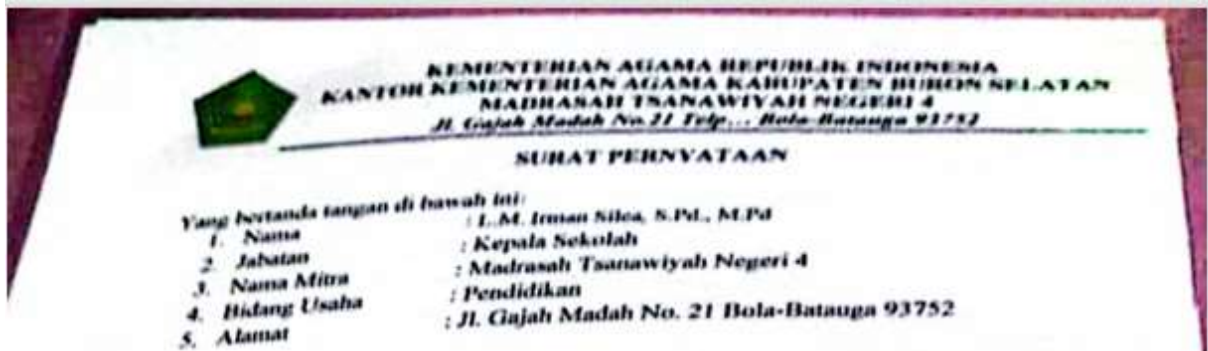 KEMENTERIAN AGAMA REPUBLIK INDONESIA
KANTOR KEMENTERIAN AGAMA KABUPATEN BURON SELATAN
MADRASAH TSANAWIYAH NEGERI 4
Jl. Gajah Madah No.21 Telp... Bola-Batauga 93752
SURAT PERNYATAAN
Yang bertanda tangan di bawah ini:
1. Nama : L.M. Irman Silea, S.Pd., M.Pd
2. Jabatan : Kepala Sekolah
3. Nama Mitra : Madrasah Tsanawiyah Negeri 4
4. Bidang Usaha : Pendidikan
5. Alamat : Jl. Gajah Madah No. 21 Bola-Batauga 93752